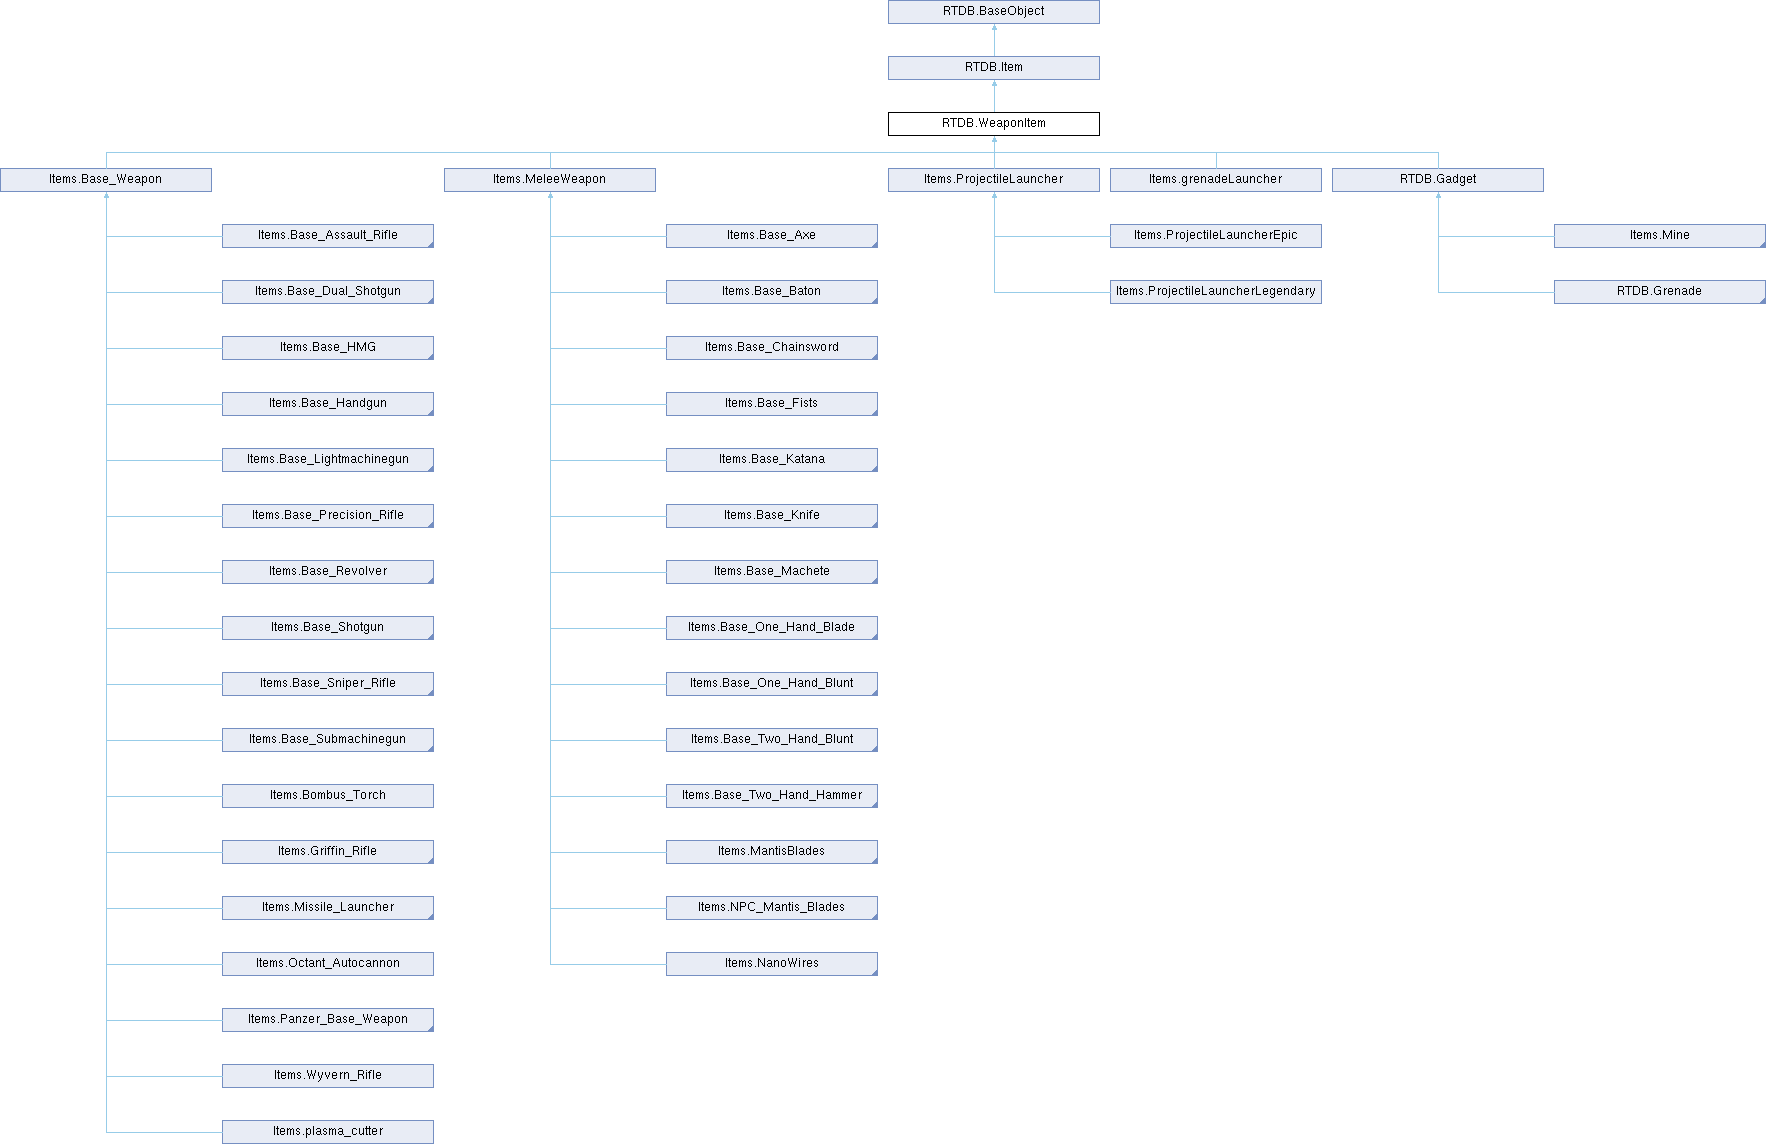 RTDB.BaseObject
RTDB.Item
RTDB.WeaponItem
Items.Base_Weapon
Items.MeleeWeapon
Items.ProjectileLauncher
Items.grenadeLauncher
RTDB.Gadget
Items.Base_Assault_Rifle
Items.Base_Axe
Items.ProjectileLauncherEpic
Items.Mine
Items.Base_Dual_Shotgun
Items.Base_Baton
Items.ProjectileLauncherLegendary
RTDB.Grenade
Items.Base_HMG
Items.Base_Chainsword
Items.Base_Handgun
Items.Base_Fists
Items.Base_Lightmachinegun
Items.Base_Katana
Items.Base_Precision_Rifle
Items.Base_Knife
Items.Base_Revolver
Items.Base_Machete
Items.Base_Shotgun
Items.Base_One_Hand_Blade
Items.Base_Sniper_Rifle
Items.Base_One_Hand_Blunt
Items.Base_Submachinegun
Items.Base_Two_Hand_Blunt
Items.Bombus_Torch
Items.Base_Two_Hand_Hammer
Items.Griffin_Rifle
Items.MantisBlades
Items.Missile_Launcher
Items.NPC_Mantis_Blades
Items.Octant_Autocannon
Items.NanoWires
Items.Panzer_Base_Weapon
Items.Wyvern_Rifle
Items.plasma_cutter